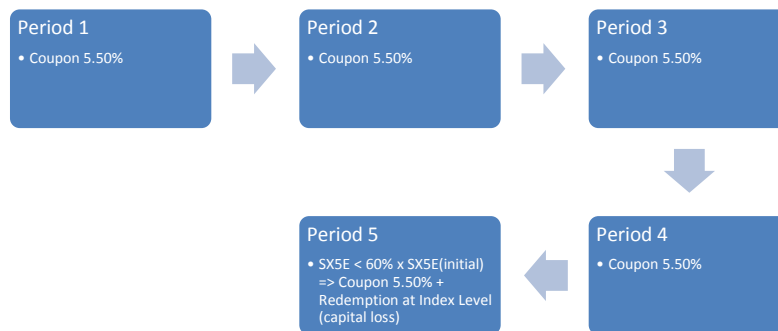 Period 1
• Coupon 5.50%
Period 2
• Coupon 5.50%
Period 3
• Coupon 5.50%
Period 4
• Coupon 5.50%
Period 5
• SX5E < 60% x SX5E(initial)
=> Coupon 5.50% +
Redemption at Index Level
(capital loss)